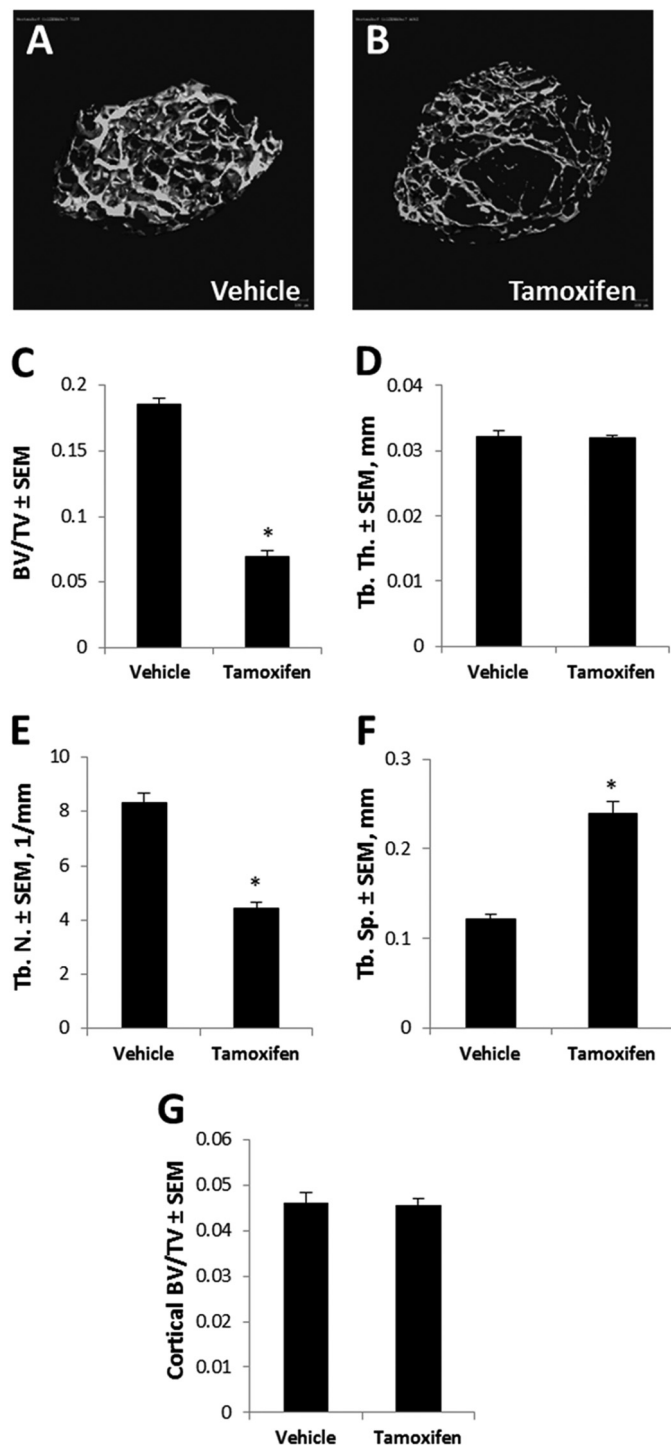 A
Vehicle
B
Tamoxifen
C
BV/TV ± SEM
0.2
0.15
0.1
0.05
0
*
Vehicle Tamoxifen
D
Tb. Th. ± SEM, mm
0.04
0.03
0.02
0.01
0
Vehicle Tamoxifen
E
Tb. N. ± SEM, 1/mm
10
8
6
4
2
0
*
Vehicle Tamoxifen
F
Tb. Sp. ± SEM, mm
0.3
0.2
0.1
0
*
Vehicle Tamoxifen
G
Cortical BV/TV ± SEM
0.06
0.05
0.04
0.03
0.02
0.01
0
Vehicle Tamoxifen